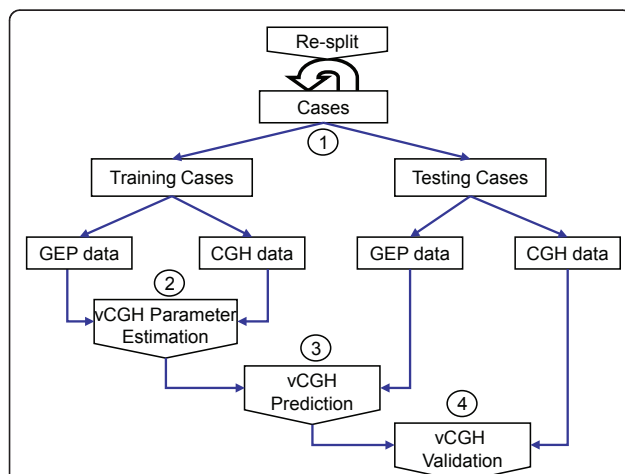 Re-split
Cases
1
Training Cases
Testing Cases
GEP data
CGH data
GEP data
CGH data
2
vCGH Parameter
Estimation
3
vCGH
Prediction
4
vCGH
Validation